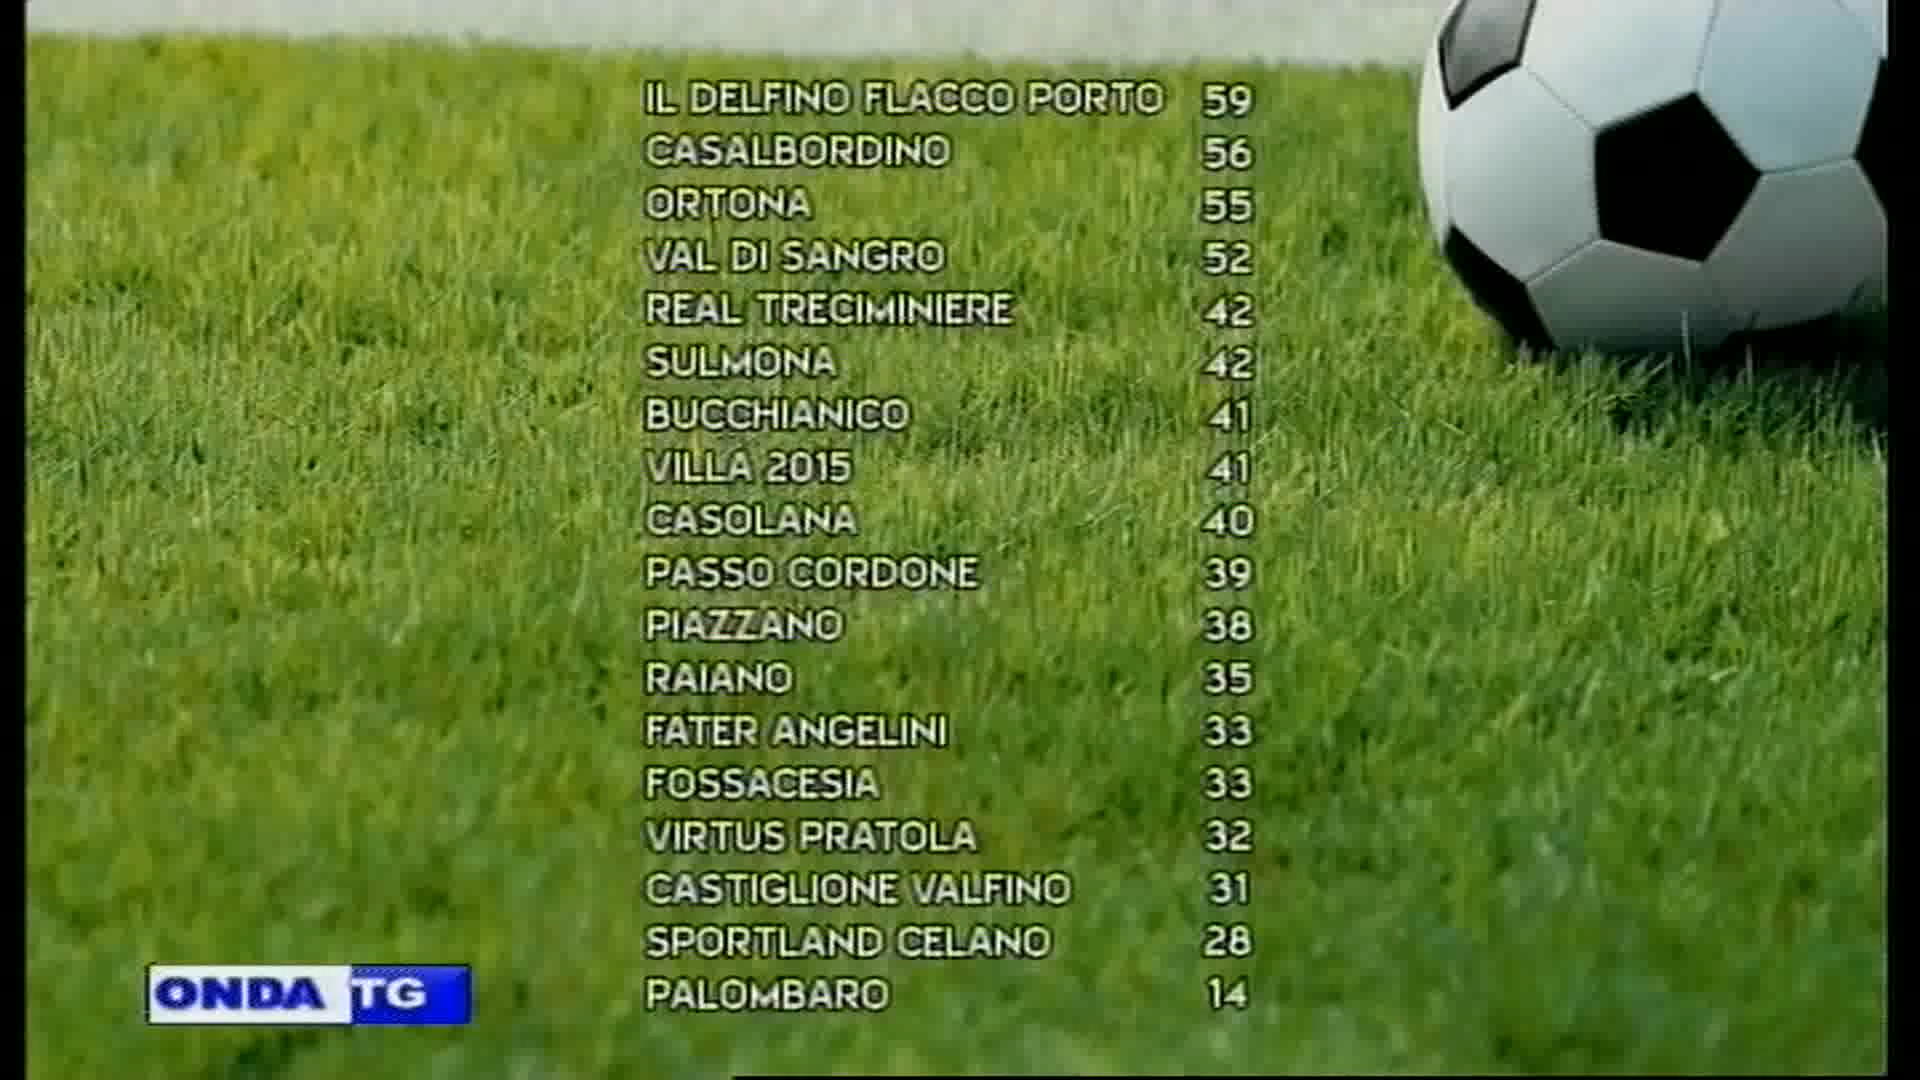 IL DELFINO FLACCO PORTO 59
CASALBORDINO 56
ORTONA 55
VAL DI SANGRO 52
REAL TRECIMINIERE 42
SULMONA 42
BUCCHIANICO 41
VILLA 2015 41
CASOLANA 40
PASSO CORDONE 39
PIAZZANO 38
RAIANO 35
FATER ANGELINI 33
FOSSACESIA 33
VIRTUS PRATOLA 32
CASTIGLIONE VALFINO 31
SPORTLAND CELANO 28
PALOMBARO 14
ONDA TG